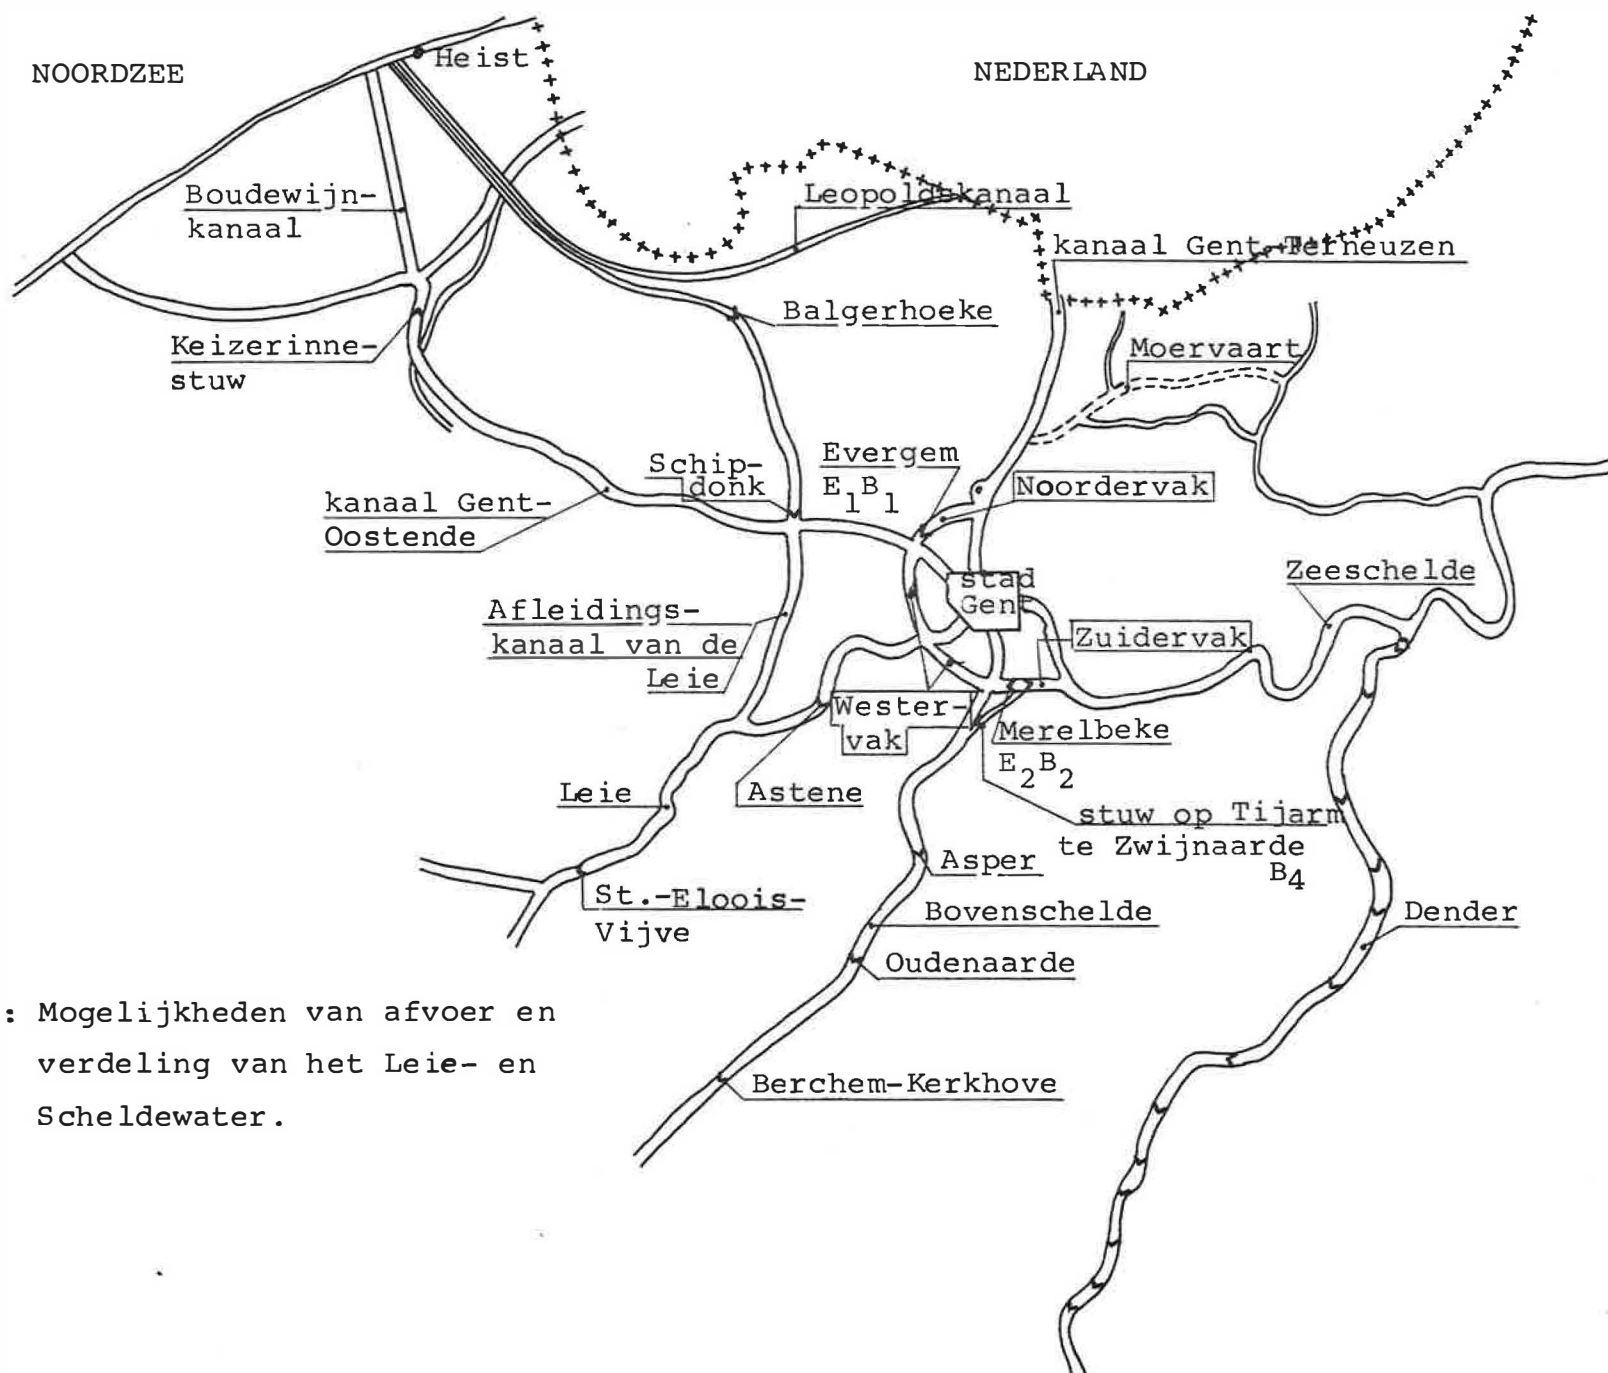 NOORDZEE
Heist
NEDERLAND
Boudewijn-
kanaal
Leopoldskanaal
kanaal Gent-Terneuzen
Balgerhoeke
Keizerinne-
stuw
Moervaart
Evergem
E1B1
Schip-
donk
Noordervak
kanaal Gent-
Oostende
stad
Gent
Zeeschelde
Afleidings-
kanaal van de
Leie
Zuidervak
Wester-
vak
Merelbeke
E2B2
Leie
Astene
stuw op Tijarm
te Zwijnaarde
B4
Asper
St.-Eloois-
Vijve
Bovenschelde
Dender
Oudenaarde
: Mogelijkheden van afvoer en
verdeling van het Leie- en
Scheldewater.
Berchem-Kerkhove